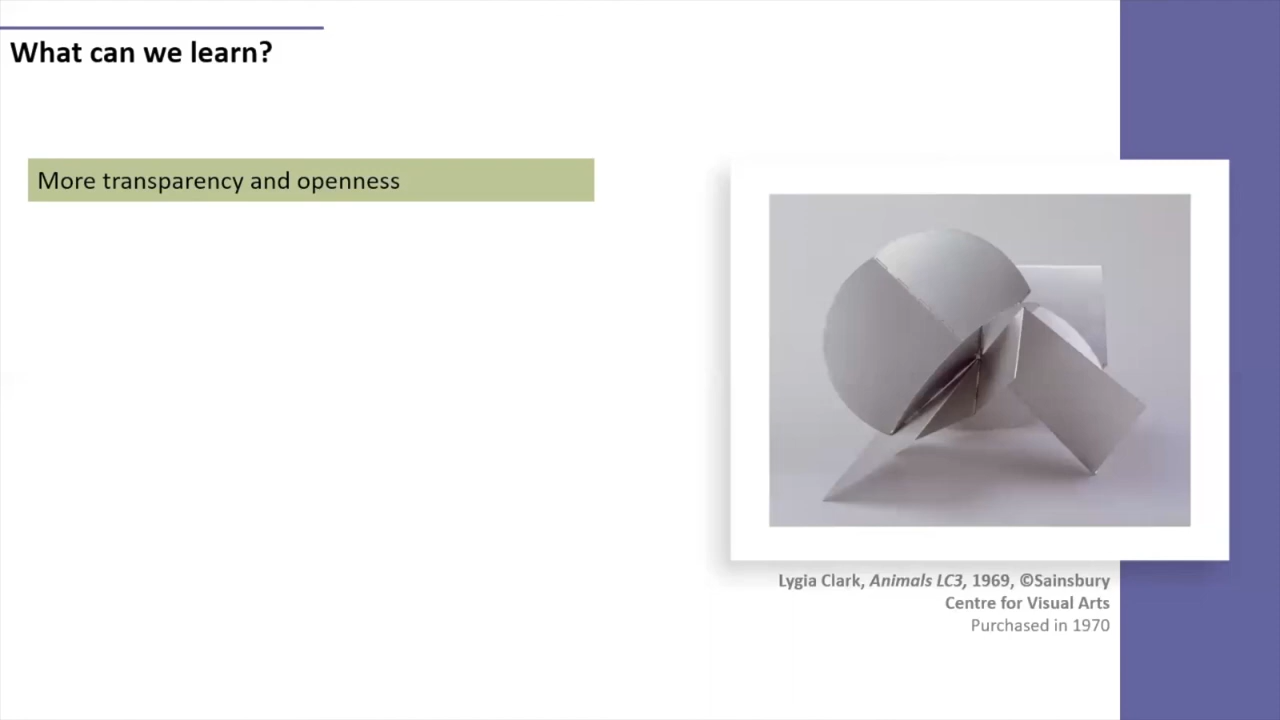 What can we learn?
More transparency and openness
Lygia Clark, Animals LC3, 1969, ©Sainsbury
Centre for Visual Arts
Purchased in 1970